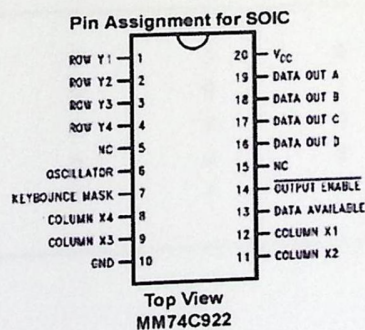 Pin Assignment for SOIC
ROW Y1 1 20 VCC
ROW Y2 2 19 DATA OUT A
ROW Y3 3 18 DATA OUT B
ROW Y4 4 17 DATA OUT C
NC 5 16 DATA OUT D
OSCILLATOR 6 15 NC
KEYBOUNCE MASK 7 14 OUTPUT ENABLE
COLUMN X4 8 13 DATA AVAILABLE
COLUMN X3 9 12 COLUMN X1
GND 10 11 COLUMN X2
Top View
MM74C922